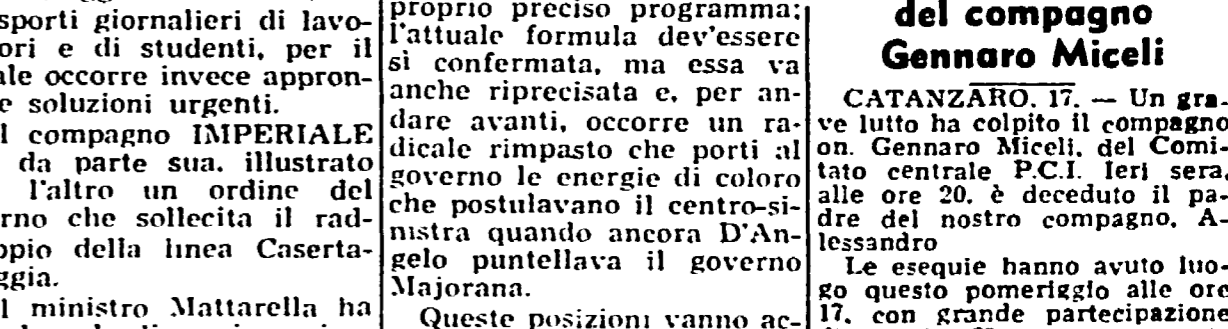 sporti giornalieri di lavo-
ori e di studenti, per il
ale occorre invece appron-
e soluzioni urgenti.
l compagno IMPERIALE
da parte sua. illustrato
l'altro un ordine del
rno che sollecita il rad-
ppio della linea Caserta-
ggia.
l ministro Mattarella ha
proprio preciso programma;
l'attuale formula dev'essere
sì confermata, ma essa va
anche riprecisata e, per an-
dare avanti, occorre un ra-
dicale rimpasto che porti al
governo le energie di coloro
che postulavano il centro-si-
nistra quando ancora D'An-
gelo puntellava il governo
Majorana.
Queste posizioni vanno ac-
del compagno
Gennaro Miceli
CATANZARO. 17. — Un gra-
ve lutto ha colpito il compagno
on. Gennaro Miceli. del Comi-
tato centrale P.C.I. Ieri sera,
alle ore 20. è deceduto il pa-
dre del nostro compagno, A-
lessandro
Le esequie hanno avuto luo-
go questo pomeriggio alle ore
17. con grande partecipazione